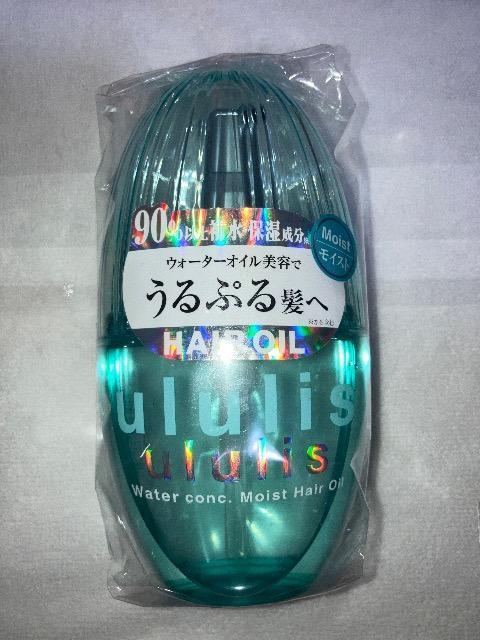 90%以上補水保湿成分※
Moist
モイスト
ウォーターオイル美容で
うるぷる髪へ
HAIR OIL
ululis
ululis
Water conc. Moist Hair Oil